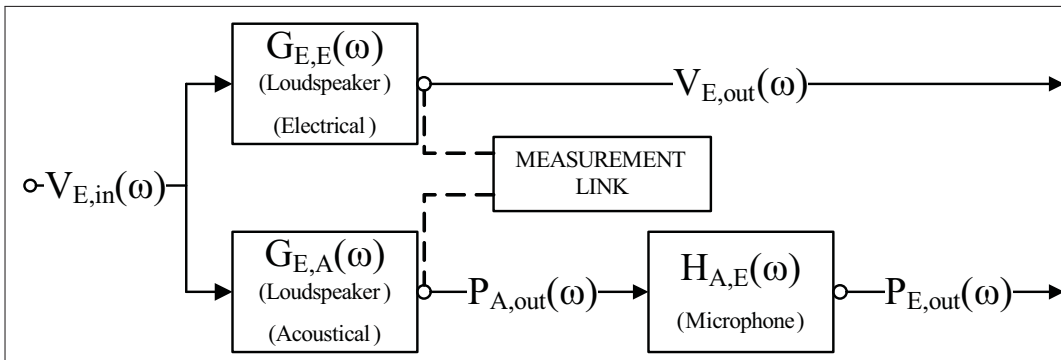 G_{E,E}(ω)
(Loudspeaker)
(Electrical)
V_{E,out}(ω)
MEASUREMENT
LINK
V_{E,in}(ω)
G_{E,A}(ω)
(Loudspeaker)
(Acoustical)
P_{A,out}(ω)
H_{A,E}(ω)
(Microphone)
P_{E,out}(ω)